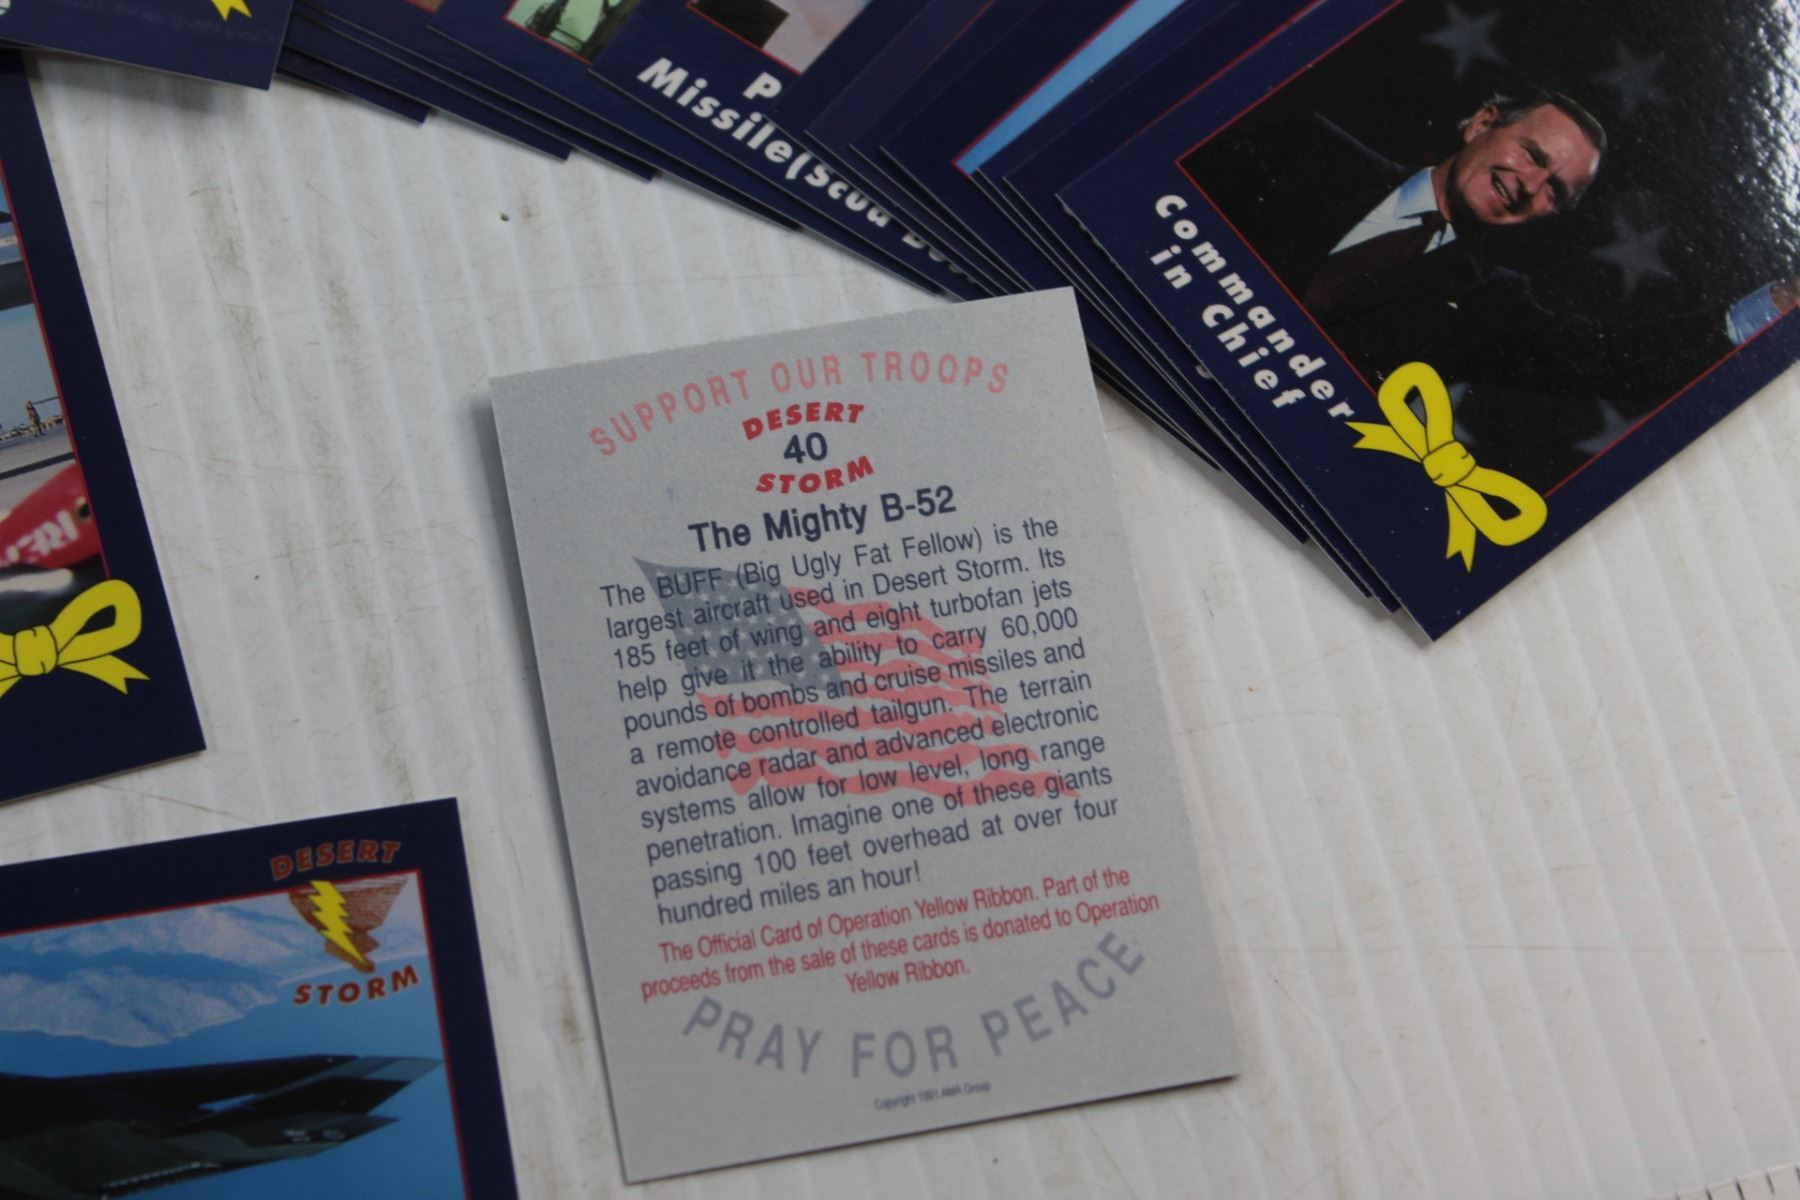 P
Missile(Scud
Commander
in Chief
ERI
SUPPORT OUR TROOPS
DESERT
40
STORM
The Mighty B-52
The BUFF (Big Ugly Fat Fellow) is the
largest aircraft used in Desert Storm. Its
185 feet of wing and eight turbofan jets
help give it the ability to carry 60,000
pounds of bombs and cruise missiles and
a remote controlled tailgun. The terrain
avoidance radar and advanced electronic
systems allow for low level, long range
penetration. Imagine one of these giants
passing 100 feet overhead at over four
hundred miles an hour!
The Official Card of Operation Yellow Ribbon. Part of the
proceeds from the sale of these cards is donated to Operation
Yellow Ribbon.
PRAY FOR PEACE
Copyright 1991 AMA Group
DESERT
STORM